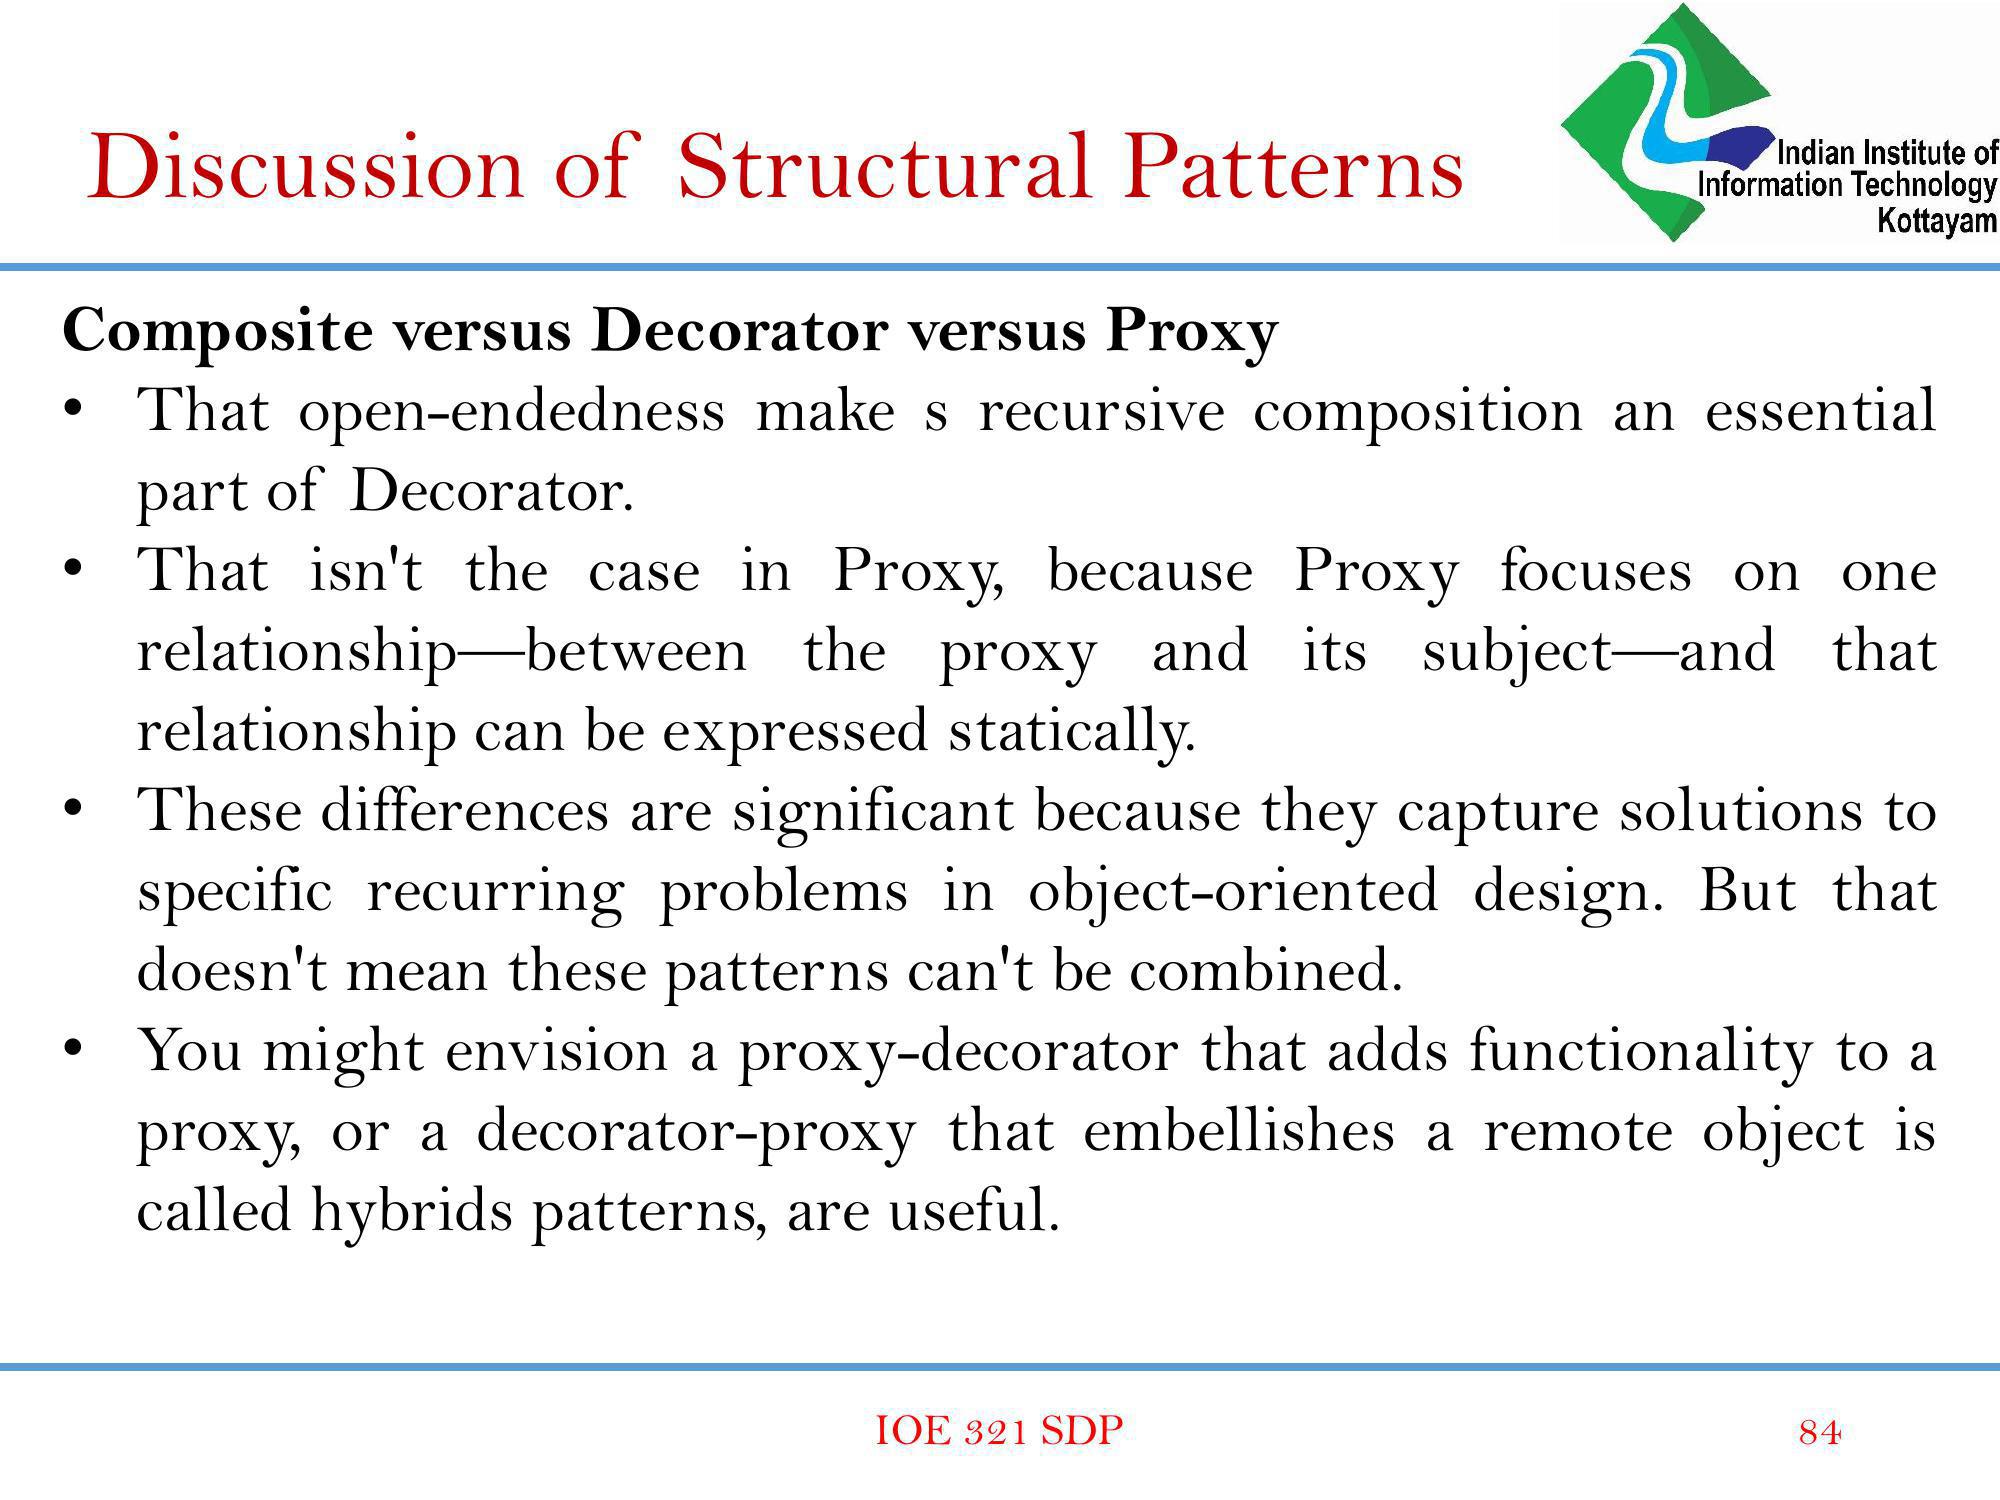 Discussion of Structural Patterns
Indian Institute of
Information Technology
Kottayam
Composite versus Decorator versus Proxy
• That open-endedness make s recursive composition an essential
part of Decorator.
• That isn't the case in Proxy, because Proxy focuses on one
relationship—between the proxy and its subject—and that
relationship can be expressed statically.
• These differences are significant because they capture solutions to
specific recurring problems in object-oriented design. But that
doesn't mean these patterns can't be combined.
• You might envision a proxy-decorator that adds functionality to a
proxy, or a decorator-proxy that embellishes a remote object is
called hybrids patterns, are useful.
IOE 321 SDP
84